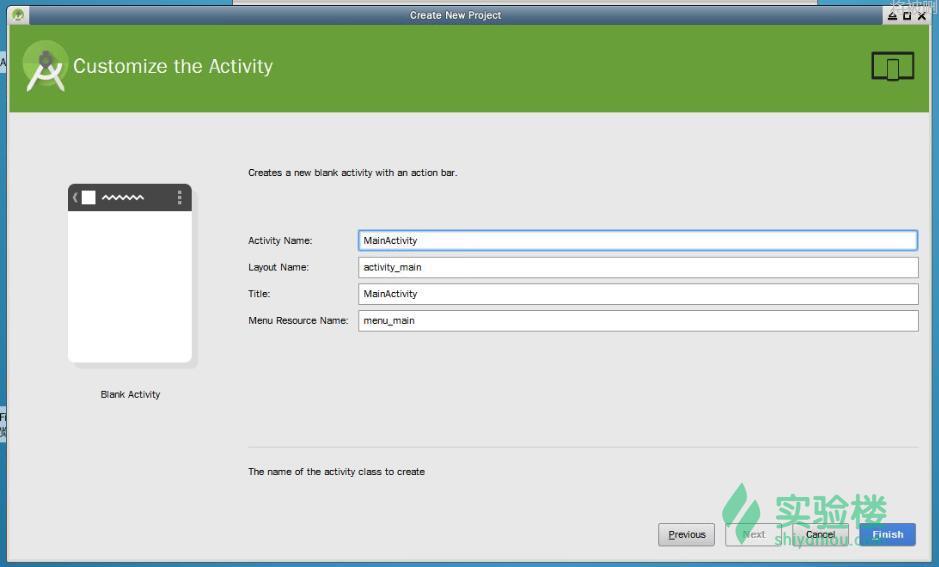 Create New Project
Customize the Activity
Creates a new blank activity with an action bar.
Activity Name: MainActivity
Layout Name: activity_main
Title: MainActivity
Menu Resource Name: menu_main
Blank Activity
The name of the activity class to create
实验楼
Previous Next Cancel Finish